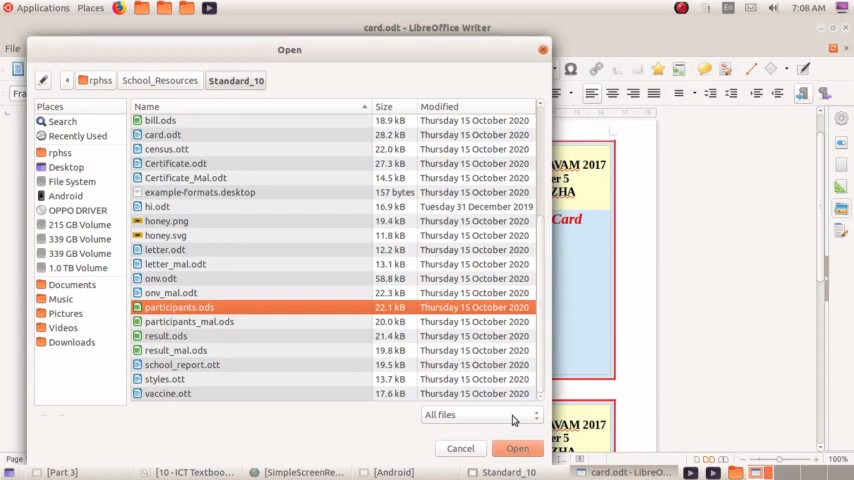 Applications Places En 7:08 AM
card.odt - LibreOffice Writer
File
Open
rphss School_Resources Standard_10
Places Name Size Modified
Search
Recently Used
rphss
Desktop
File System
Android
OPPO DRIVER
215 GB Volume
339 GB Volume
339 GB Volume
1.0 TB Volume
Documents
Music
Pictures
Videos
Downloads
bill.ods 18.9 kB Thursday 15 October 2020
card.odt 28.2 kB Thursday 15 October 2020
census.ott 22.0 kB Thursday 15 October 2020
Certificate.odt 27.3 kB Thursday 15 October 2020
Certificate_Mal.odt 14.5 kB Thursday 15 October 2020
example-formats.desktop 157 bytes Thursday 15 October 2020
hi.odt 16.9 kB Tuesday 31 December 2019
honey.png 19.4 kB Thursday 15 October 2020
honey.svg 11.8 kB Thursday 15 October 2020
letter.odt 12.2 kB Thursday 15 October 2020
letter_mal.odt 13.1 kB Thursday 15 October 2020
onv.odt 58.8 kB Thursday 15 October 2020
onv_mal.odt 22.3 kB Thursday 15 October 2020
participants.ods 22.1 kB Thursday 15 October 2020
participants_mal.ods 20.0 kB Thursday 15 October 2020
result.ods 21.4 kB Thursday 15 October 2020
result_mal.ods 19.8 kB Thursday 15 October 2020
school_report.ott 19.5 kB Thursday 15 October 2020
styles.ott 13.7 kB Thursday 15 October 2020
vaccine.ott 17.6 kB Thursday 15 October 2020
All files
Cancel Open
Fra
AVAM 2017
er 5
ZHA
Card
AVAM 2017
er 5
ZHA
Page 100%
[Part 3] [10 - ICT Textboo... [SimpleScreenRe... [Android] Standard_10 card.odt - LibreO...